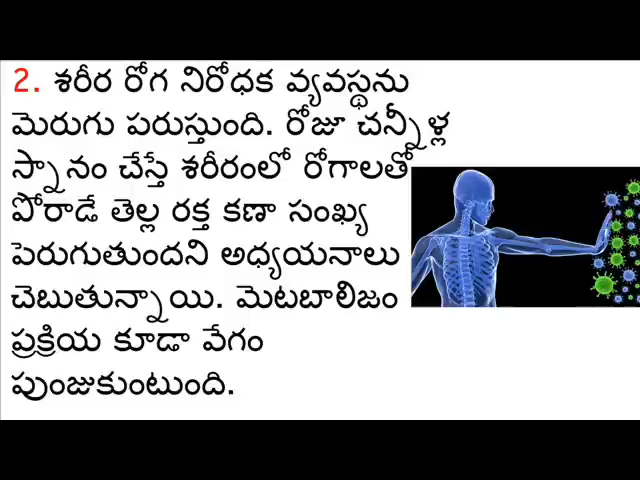 2. శరీర రోగ నిరోధక వ్యవస్థను
మెరుగు పరుస్తుంది. రోజూ చన్నీళ్ల
స్నానం చేస్తే శరీరంలో రోగాలతో
పోరాడే తెల్ల రక్త కణా సంఖ్య
పెరుగుతుందని అధ్యయనాలు
చెబుతున్నాయి. మెటబాలిజం
ప్రక్రియ కూడా వేగం
పుంజుకుంటుంది.